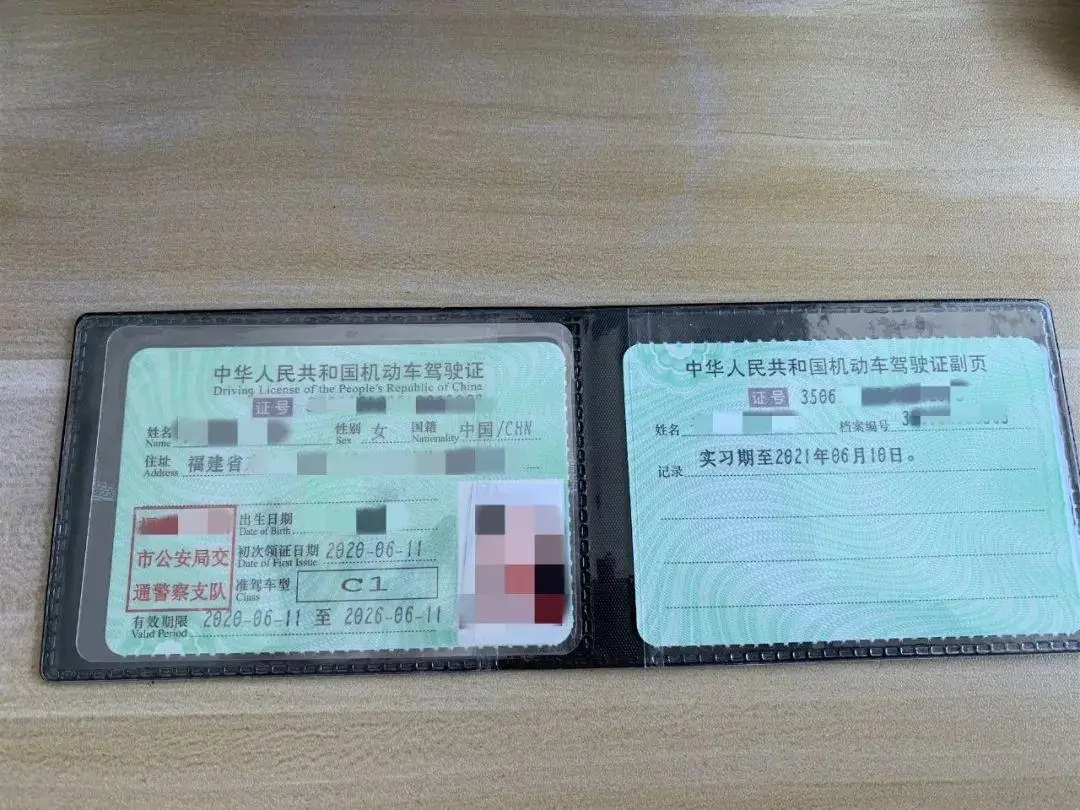 中华人民共和国机动车驾驶证
Driving License of the People's Republic of China
证号
姓名 性别 女 国籍 中国/CHN
Name Sex Nationality
住址 福建省
Address
出生日期
Date of Birth
市公安局交
通警察支队
初次领证日期 2020-06-11
Date of First Issue
准驾车型 C1
Class
有效期限 2020-06-11 至 2026-06-11
Valid Period
中华人民共和国机动车驾驶证副页
证号 3506
姓名 档案编号
记录 实习期至2021年06月10日。